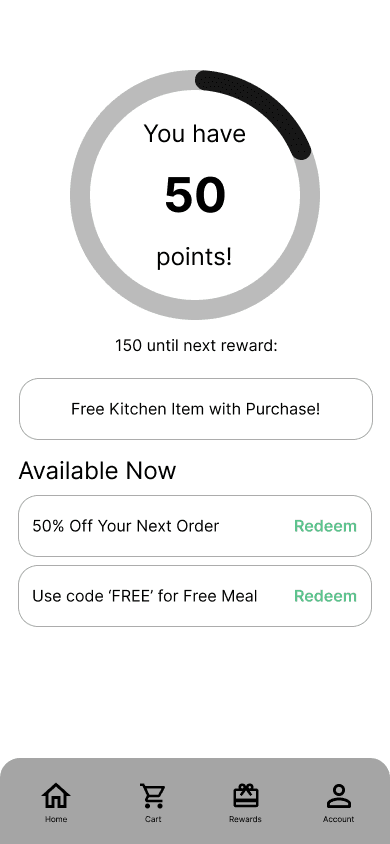 You have
50
points!
150 until next reward:
Free Kitchen Item with Purchase!
Available Now
50% Off Your Next Order
Redeem
Use code ‘FREE’ for Free Meal
Redeem
Home
Cart
Rewards
Account